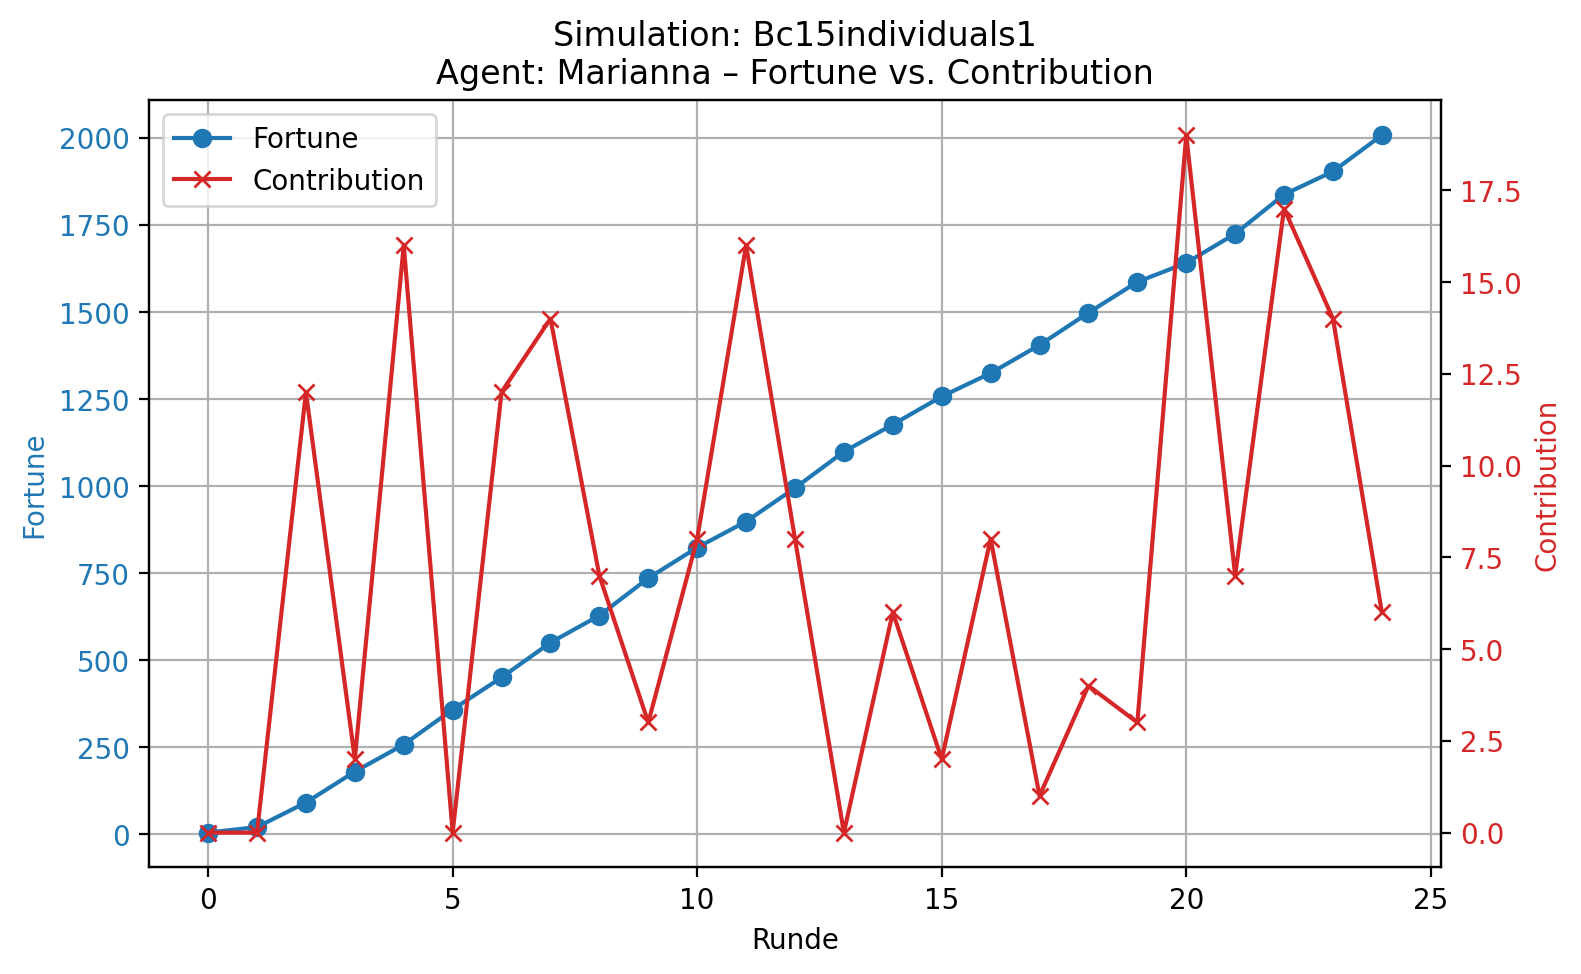 Simulation: Bc15individuals1
Agent: Marianna – Fortune vs. Contribution
Fortune
Contribution
2000
1750
1500
1250
1000
750
500
250
0
Fortune
17.5
15.0
12.5
10.0
7.5
5.0
2.5
0.0
Contribution
0 5 10 15 20 25
Runde